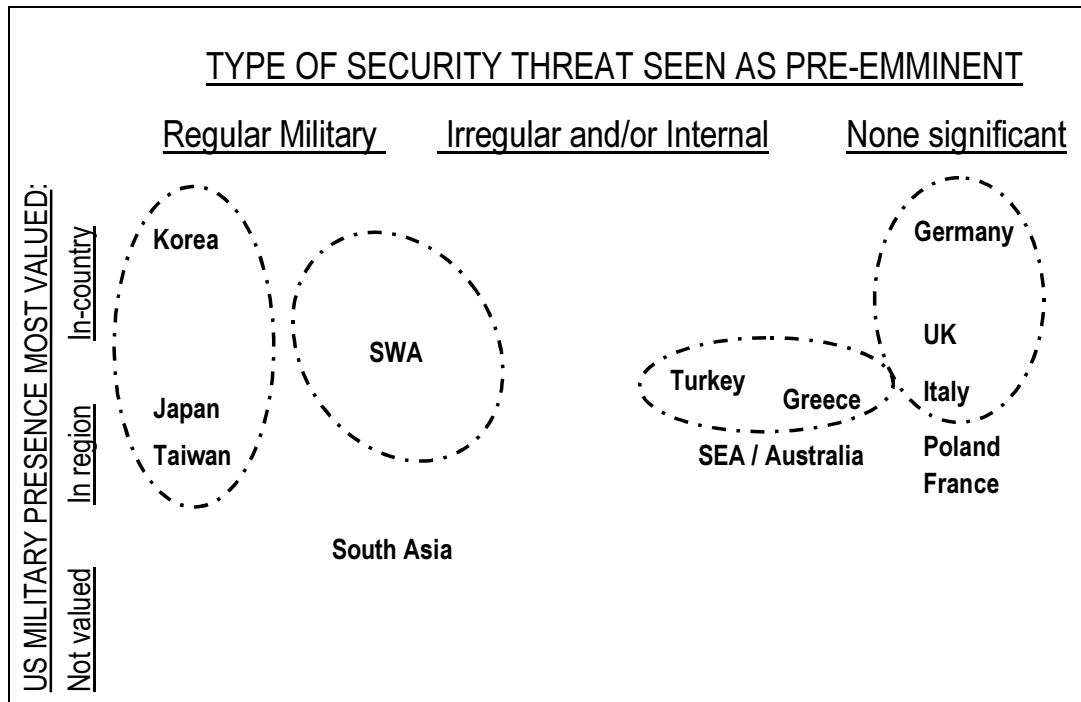 TYPE OF SECURITY THREAT SEEN AS PRE-EMMINENT
Regular Military
Irregular and/or Internal
None significant
US MILITARY PRESENCE MOST VALUED:
In-country
In region
Not valued
Korea
Germany
SWA
UK
Turkey
Italy
Japan
Greece
Taiwan
SEA / Australia
Poland
France
South Asia